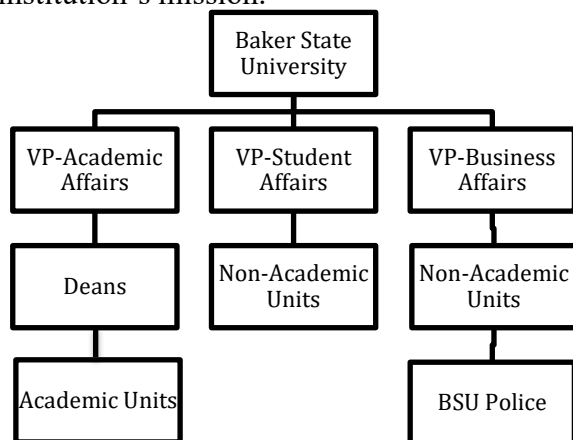 institution's mission.
Baker State
University
VP-Academic
Affairs
VP-Student
Affairs
VP-Business
Affairs
Deans
Non-Academic
Units
Non-Academic
Units
Academic Units
BSU Police